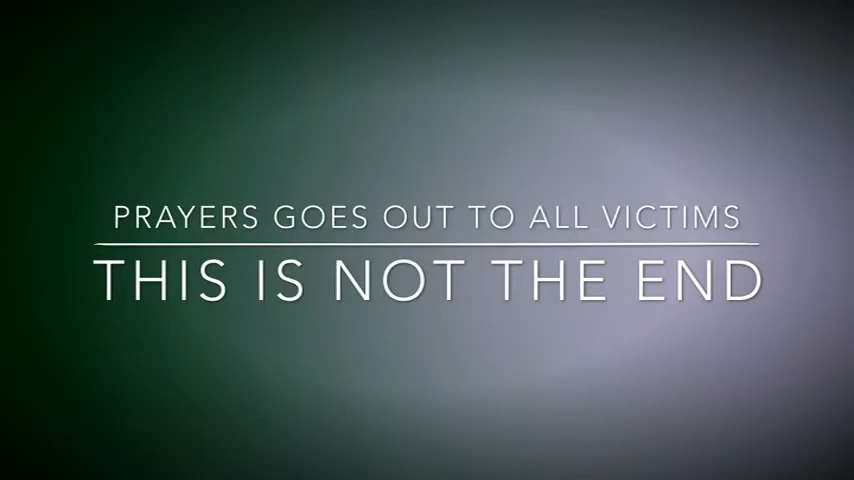 PRAYERS GOES OUT TO ALL VICTIMS
THIS IS NOT THE END